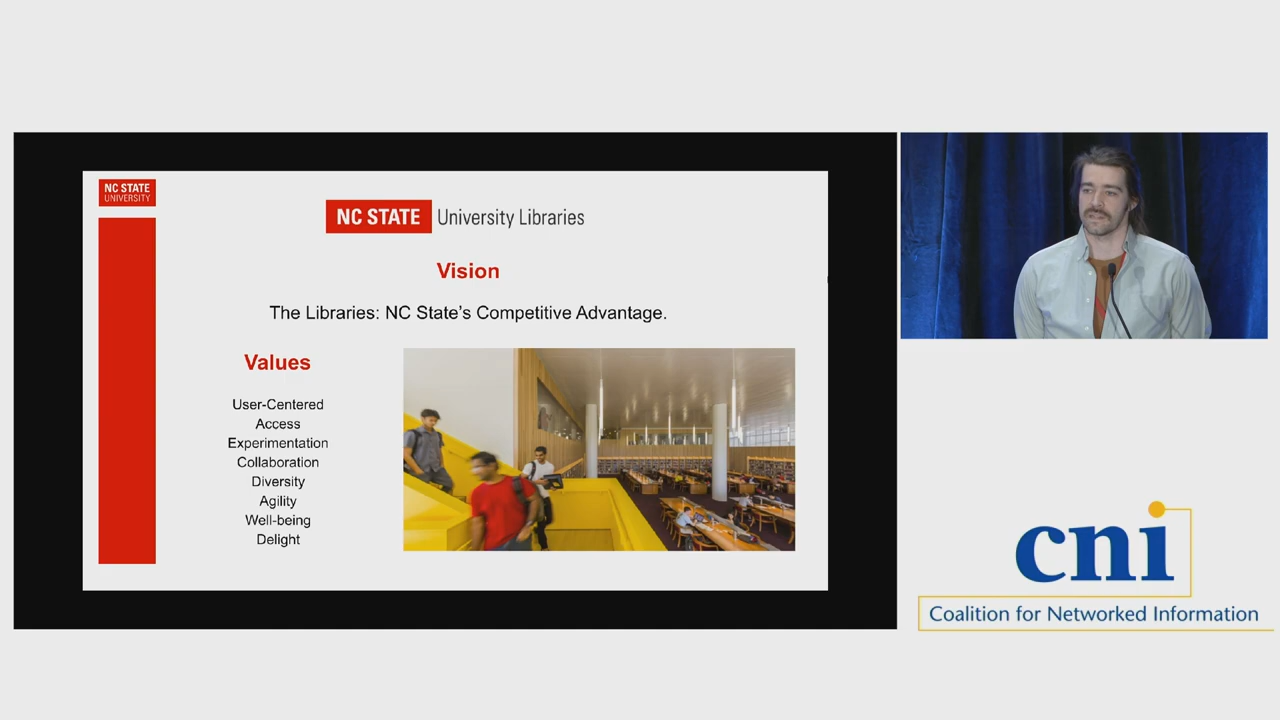 NC STATE
UNIVERSITY
NC STATE University Libraries
Vision
The Libraries: NC State's Competitive Advantage.
Values
User-Centered
Access
Experimentation
Collaboration
Diversity
Agility
Well-being
Delight
cni
Coalition for Networked Information